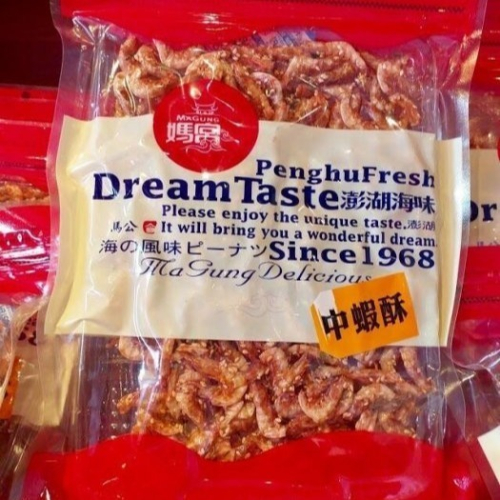 MAGUNG
媽宮
PenghuFresh
DreamTaste澎湖海味
Please enjoy the unique taste.澎湖
馬公 It will bring you a wonderful dream
海の風味ピーナツSince1968
MaGung Delicious
中蝦酥